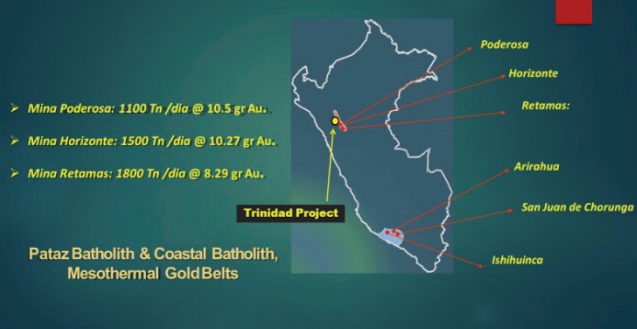 Mina Poderosa: 1100 Tn /dia @ 10.5 gr Au.
Mina Horizonte: 1500 Tn /dia @ 10.27 gr Au.
Mina Retamas: 1800 Tn /dia @ 8.29 gr Au.
Pataz Batholith & Coastal Batholith,
Mesothermal Gold Belts
Trinidad Project
Poderosa
Horizonte
Retamas:
Arirahua
San Juan de Chorunga
Ishihuinca